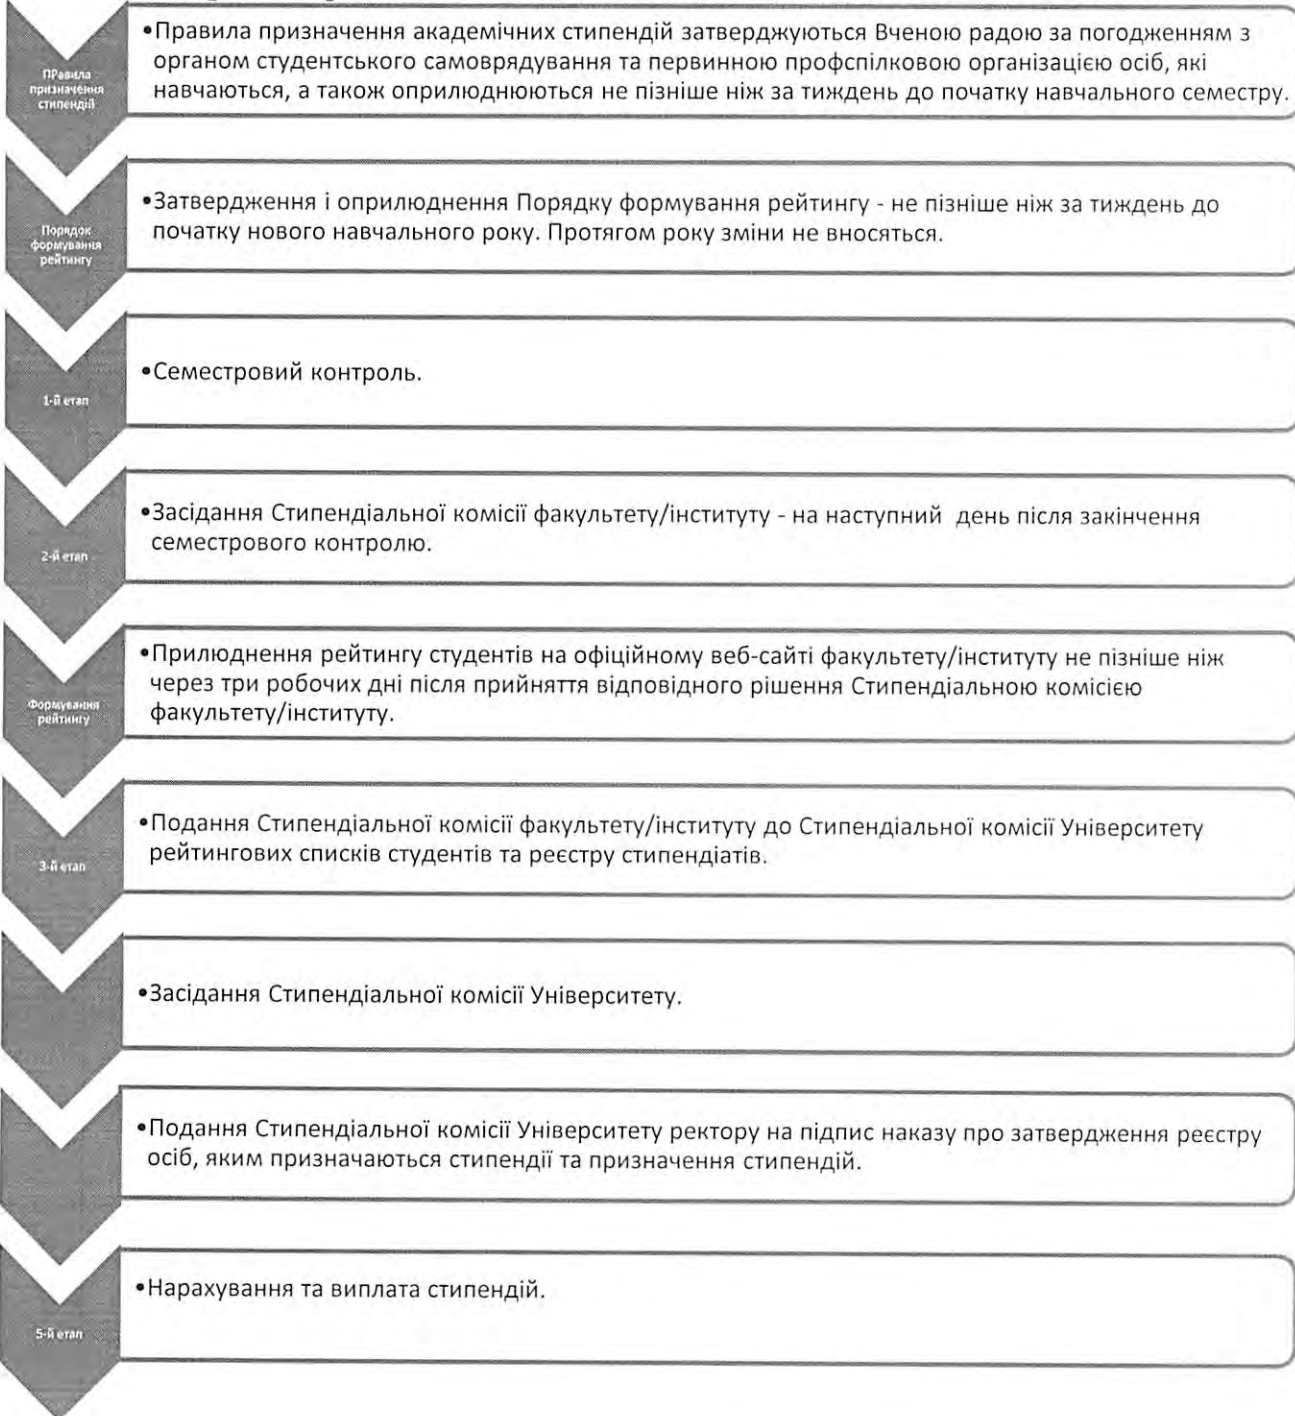 ПРавила
призначення
стипендій
•Правила призначення академічних стипендій затверджуються Вченою радою за погодженням з
органом студентського самоврядування та первинною профспілковою організацією осіб, які
навчаються, а також оприлюднюються не пізніше ніж за тиждень до початку навчального семестру.
Порядок
формування
рейтингу
•Затвердження і оприлюднення Порядку формування рейтингу - не пізніше ніж за тиждень до
початку нового навчального року. Протягом року зміни не вносяться.
1-й етап
•Семестровий контроль.
2-й етап
•Засідання Стипендіальної комісії факультету/інституту - на наступний день після закінчення
семестрового контролю.
Формування
рейтингу
•Прилюднення рейтингу студентів на офіційному веб-сайті факультету/інституту не пізніше ніж
через три робочих дні після прийняття відповідного рішення Стипендіальною комісією
факультету/інституту.
3-й етап
•Подання Стипендіальної комісії факультету/інституту до Стипендіальної комісії Університету
рейтингових списків студентів та реєстру стипендіатів.
•Засідання Стипендіальної комісії Університету.
•Подання Стипендіальної комісії Університету ректору на підпис наказу про затвердження реєстру
осіб, яким призначаються стипендії та призначення стипендій.
5-й етап
•Нарахування та виплата стипендій.